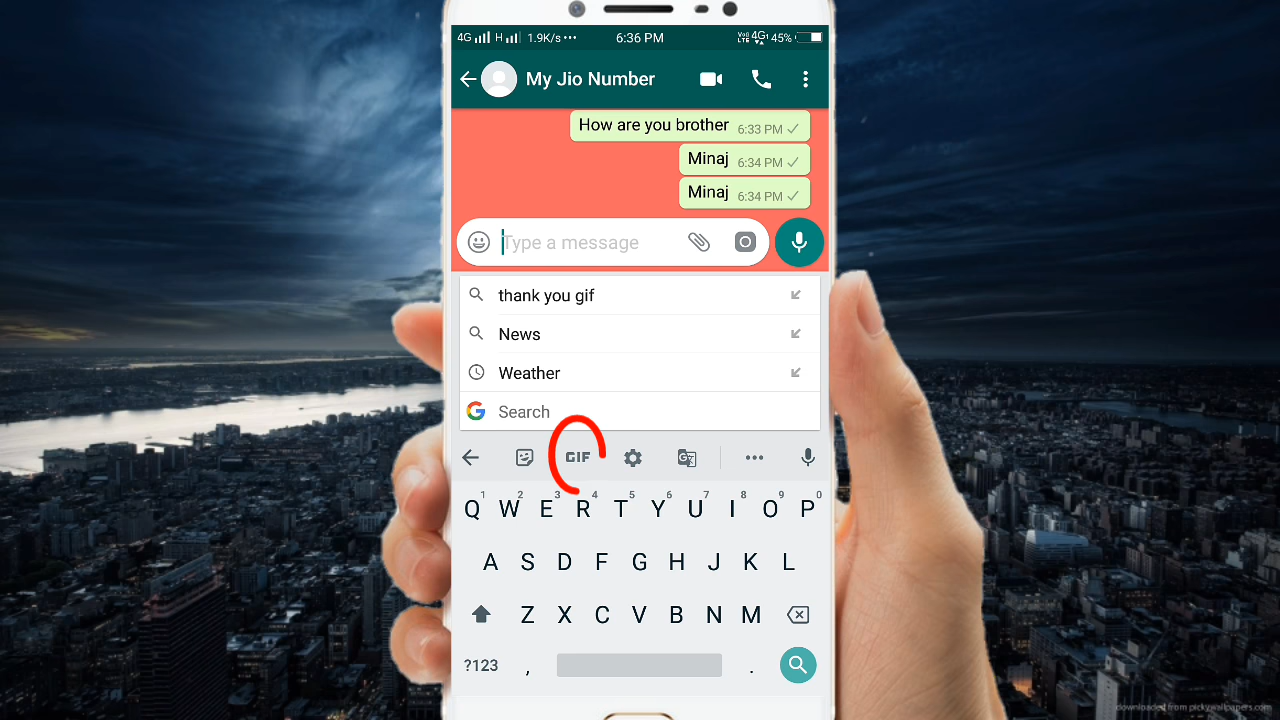 4G H 1.9K/s ••• 6:36 PM VoD LTE 4G 45%
My Jio Number
How are you brother 6:33 PM
Minaj 6:34 PM
Minaj 6:34 PM
Type a message
thank you gif
News
Weather
G Search
GIF G
1 2 3 4 5 6 7 8 9 0
Q W E R T Y U I O P
A S D F G H J K L
Z X C V B N M
?123 , .
downloaded from pickywallpapers.com